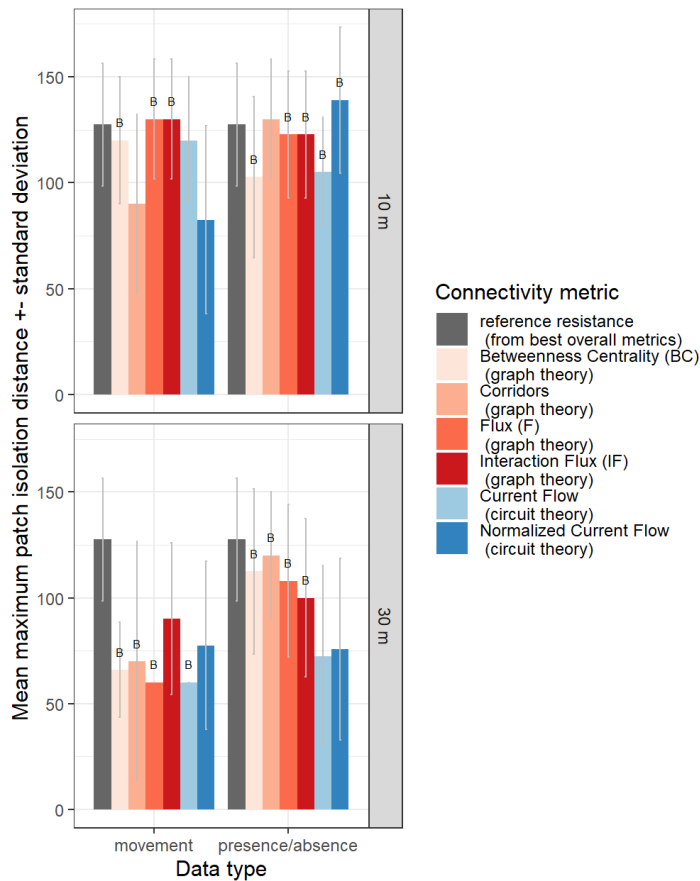 Mean maximum patch isolation distance +- standard deviation
150
100
50
0
B
B
B
B
B
B
B
B
10 m
150
100
50
0
B
B
B
B
B
B
B
B
30 m
movement
presence/absence
Data type
Connectivity metric
reference resistance
(from best overall metrics)
Betweenness Centrality (BC)
(graph theory)
Corridors
(graph theory)
Flux (F)
(graph theory)
Interaction Flux (IF)
(graph theory)
Current Flow
(circuit theory)
Normalized Current Flow
(circuit theory)